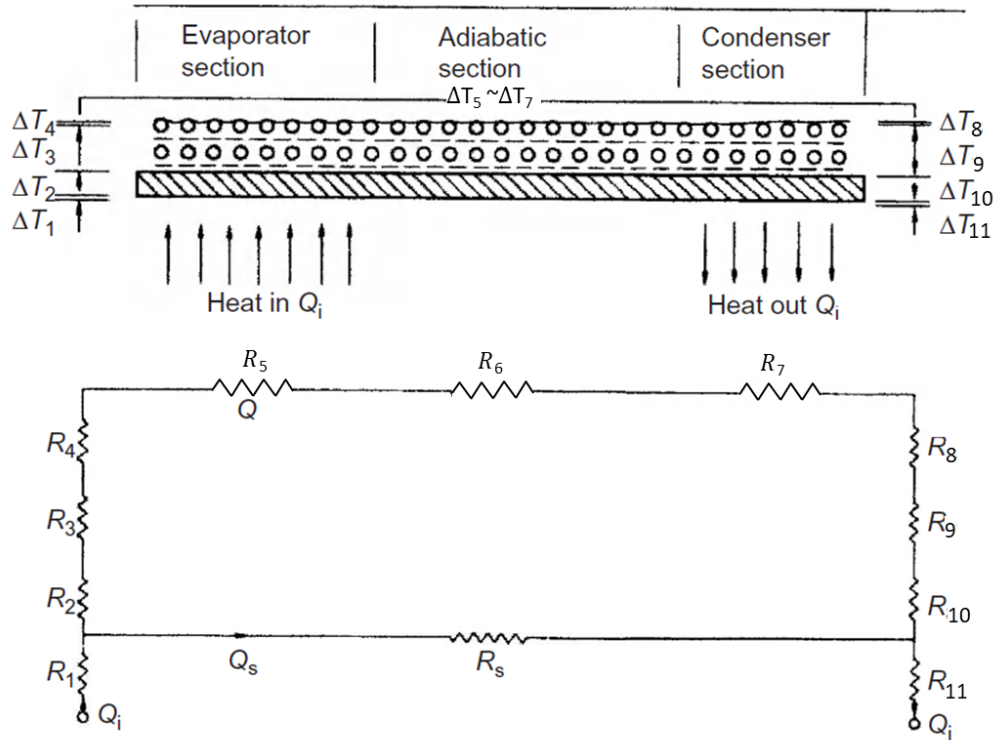 Evaporator section
Adiabatic section
Condenser section
ΔT₅ ~ΔT₇
ΔT₄
ΔT₃
ΔT₂
ΔT₁
ΔT₈
ΔT₉
ΔT₁₀
ΔT₁₁
Heat in Qᵢ
Heat out Qᵢ
R₅
R₆
R₇
Q
R₄
R₃
R₂
R₁
R₈
R₉
R₁₀
R₁₁
Qₛ
Rₛ
Qᵢ
Qᵢ